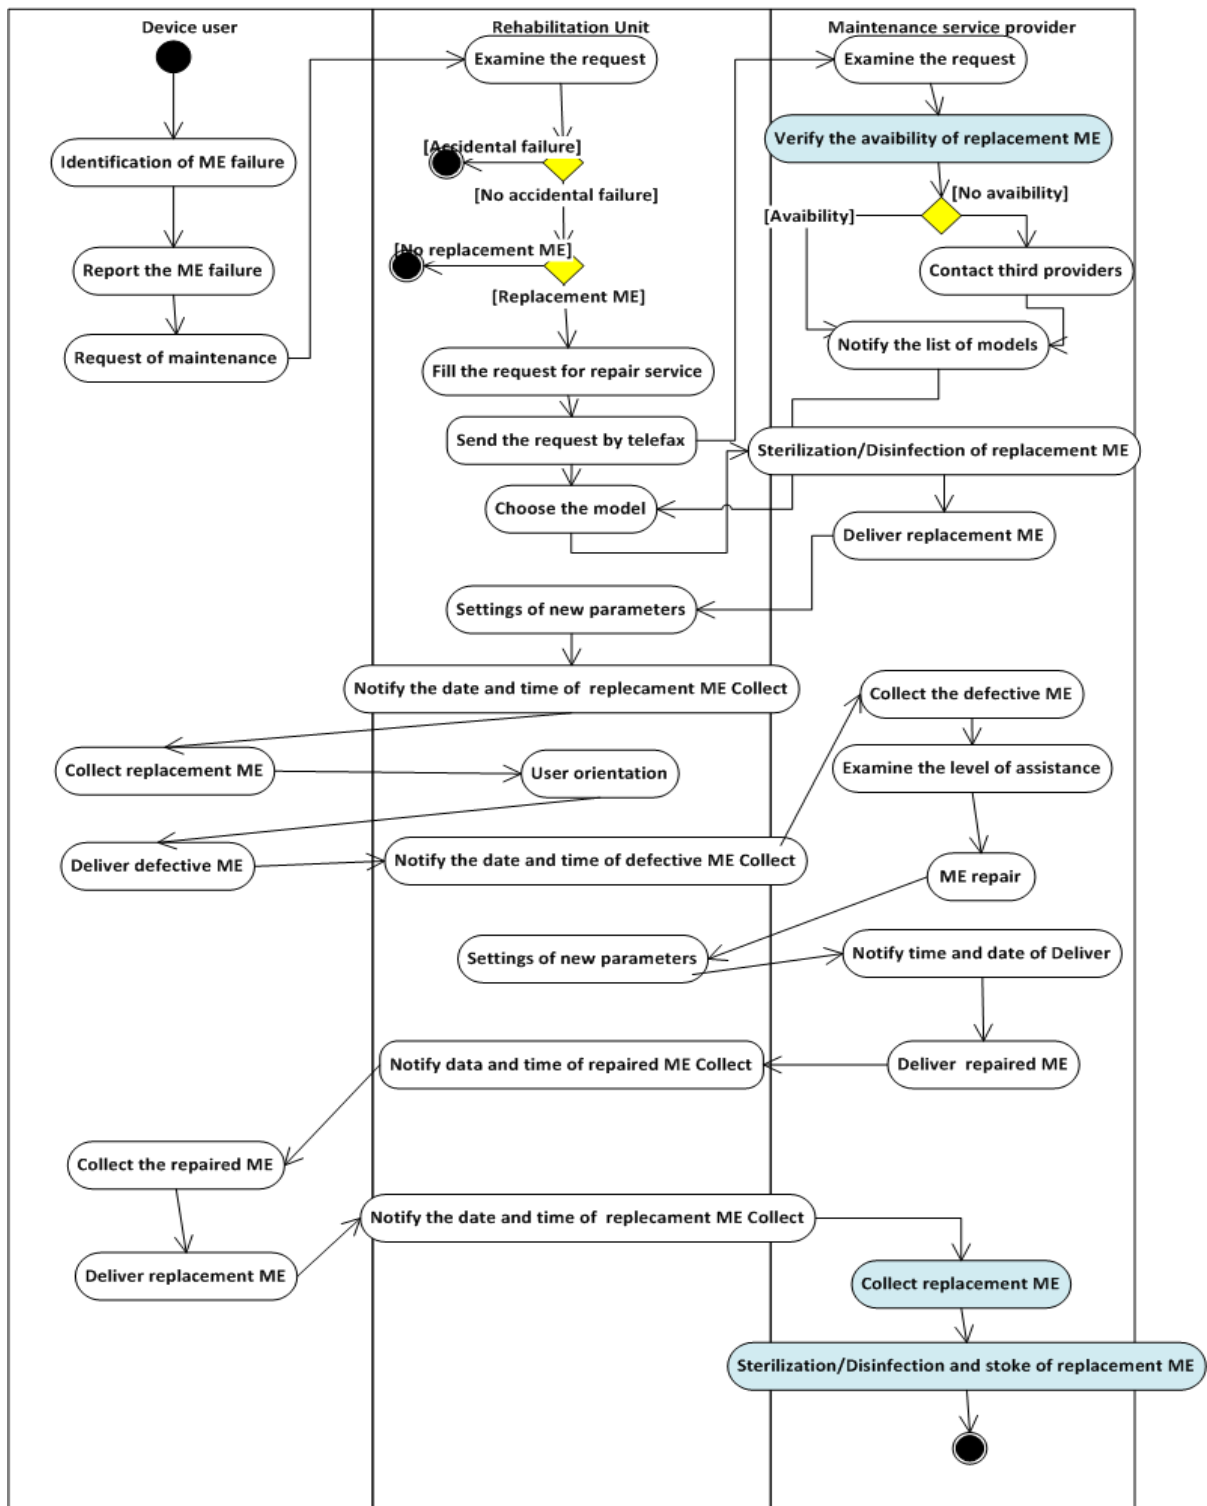 Device user
Rehabilitation Unit
Maintenance service provider
Examine the request
Examine the request
Verify the avaibility of replacement ME
Identification of ME failure
[Accidental failure]
[No accidental failure]
[No avaibility]
[Avaibility]
[No replacement ME]
Report the ME failure
Contact third providers
[Replacement ME]
Request of maintenance
Notify the list of models
Fill the request for repair service
Send the request by telefax
Sterilization/Disinfection of replacement ME
Choose the model
Deliver replacement ME
Settings of new parameters
Notify the date and time of replecament ME Collect
Collect the defective ME
Collect replacement ME
User orientation
Examine the level of assistance
Deliver defective ME
Notify the date and time of defective ME Collect
ME repair
Settings of new parameters
Notify time and date of Deliver
Notify data and time of repaired ME Collect
Deliver repaired ME
Collect the repaired ME
Notify the date and time of replecament ME Collect
Deliver replacement ME
Collect replacement ME
Sterilization/Disinfection and stoke of replacement ME